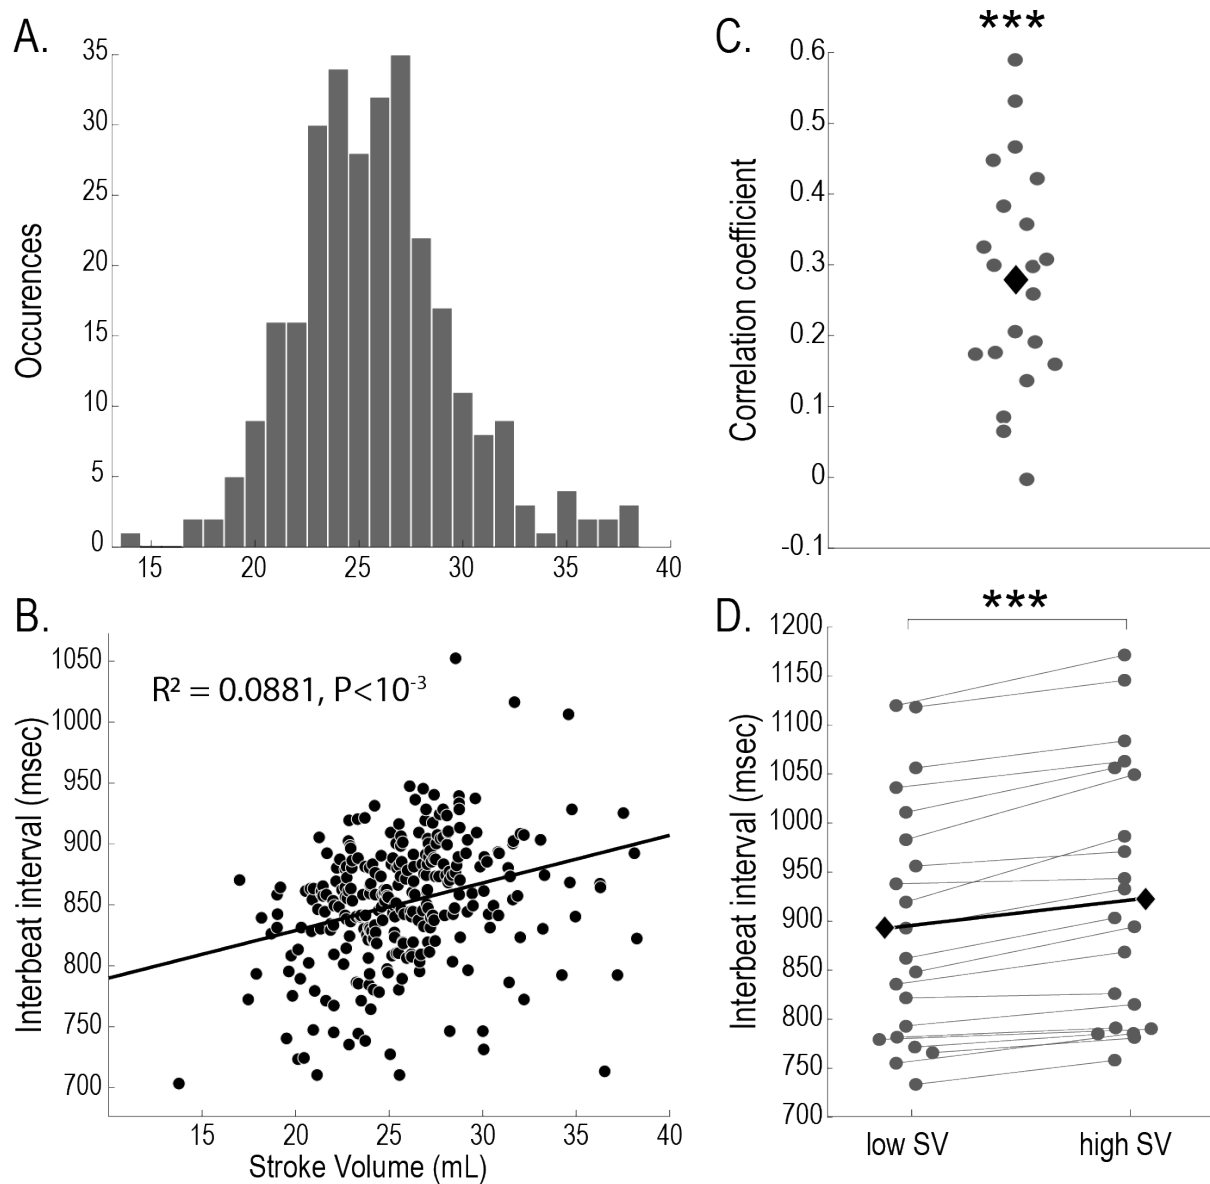 A.
35
30
35
20
15
10
5
0
Occurences
15 20 25 30 35 40
B.
1050
1000
950
900
850
800
750
700
Interbeat interval (msec)
R² = 0.0881, P<10⁻³
15 20 25 30 35 40
Stroke Volume (mL)
C.
***
0.6
0.5
0.4
0.3
0.2
0.1
0
-0.1
Correlation coefficient
D.
***
1200
1150
1100
1050
1000
950
900
850
800
750
700
Interbeat interval (msec)
low SV high SV